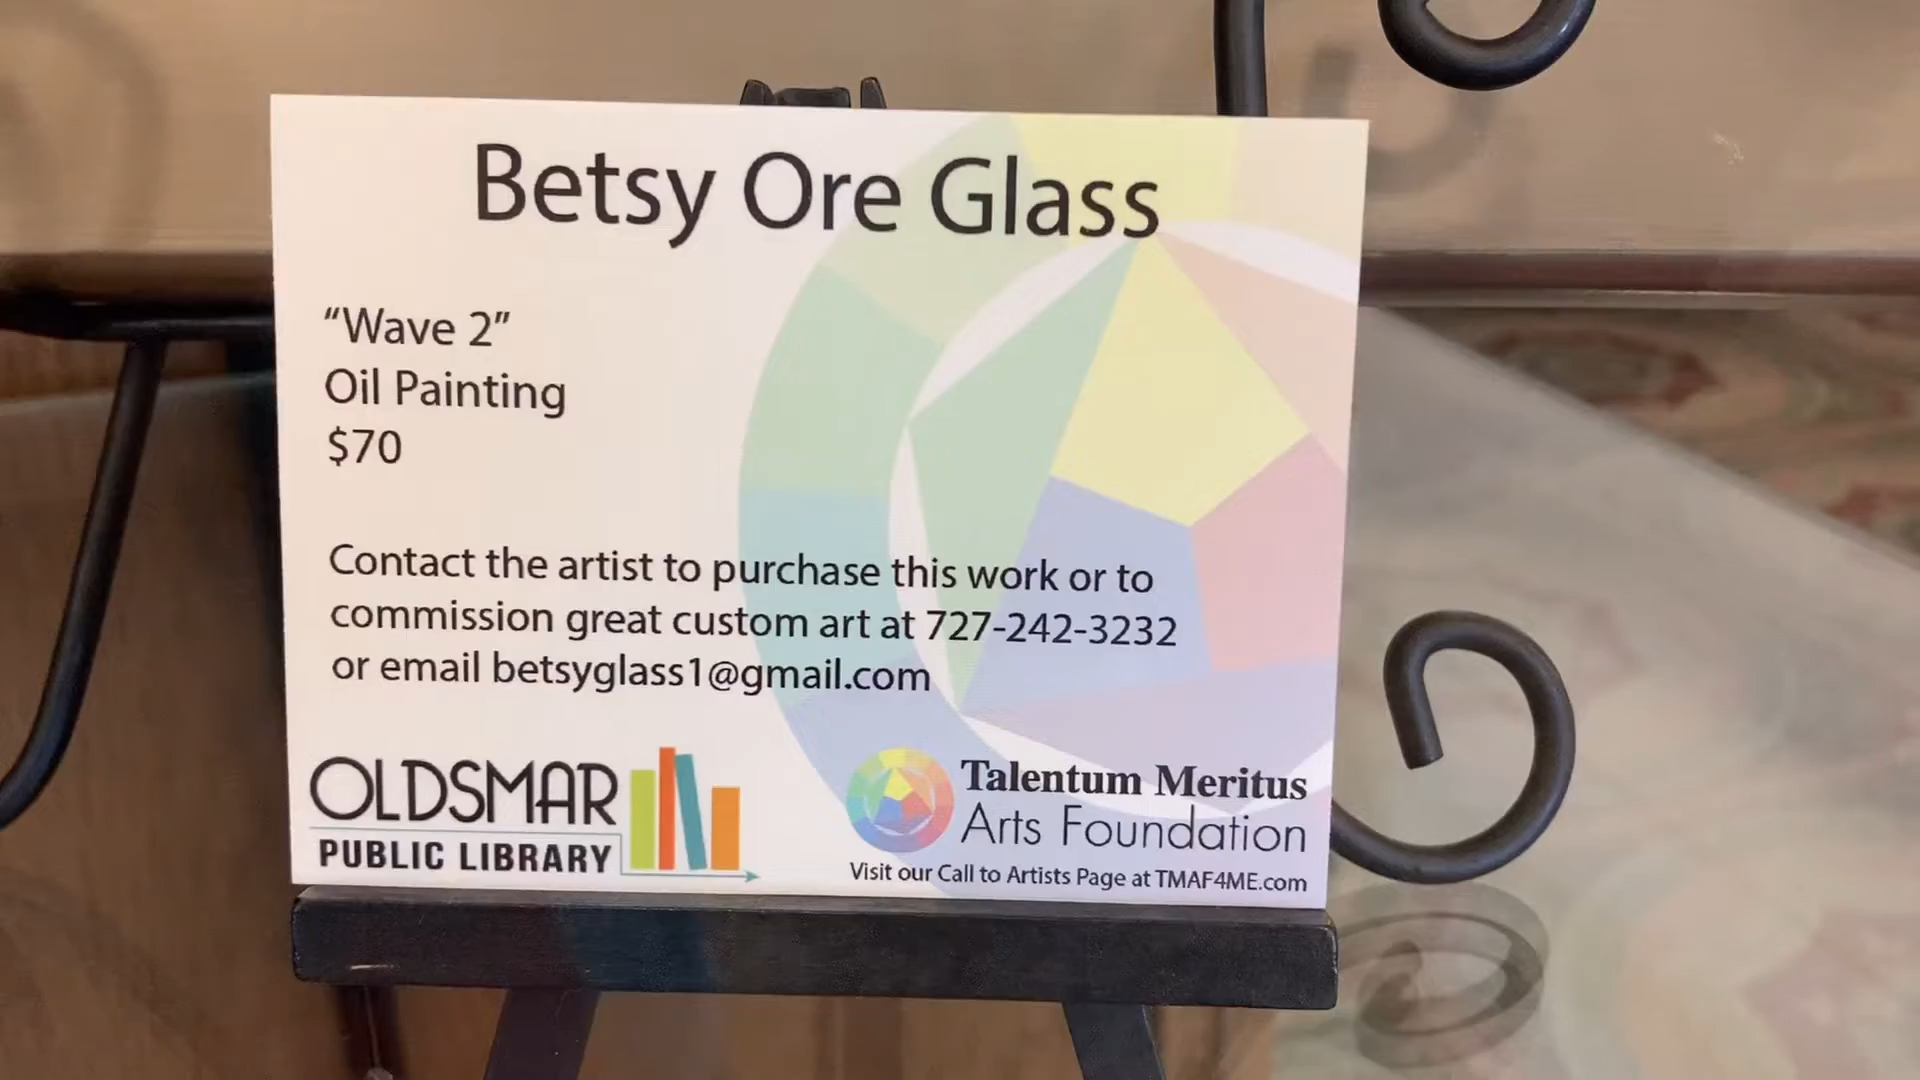 Betsy Ore Glass
“Wave 2”
Oil Painting
$70
Contact the artist to purchase this work or to
commission great custom art at 727-242-3232
or email betsyglass1@gmail.com
OLDSMAR
PUBLIC LIBRARY
Talentum Meritus
Arts Foundation
Visit our Call to Artists Page at TMAF4ME.com